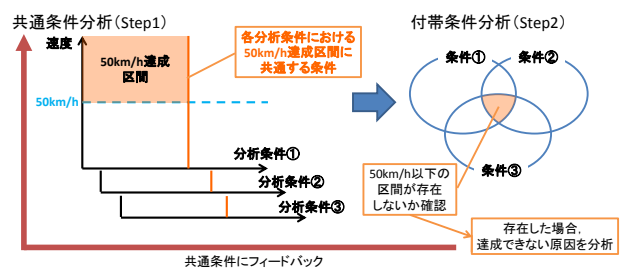 共通条件分析（Step1）
速度
50km/h達成
区間
50km/h
各分析条件における
50km/h達成区間に
共通する条件
分析条件①
分析条件②
分析条件③
付帯条件分析（Step2）
条件①
条件②
条件③
50km/h以下の
区間が存在
しないか確認
存在した場合，
達成できない原因を分析
共通条件にフィードバック